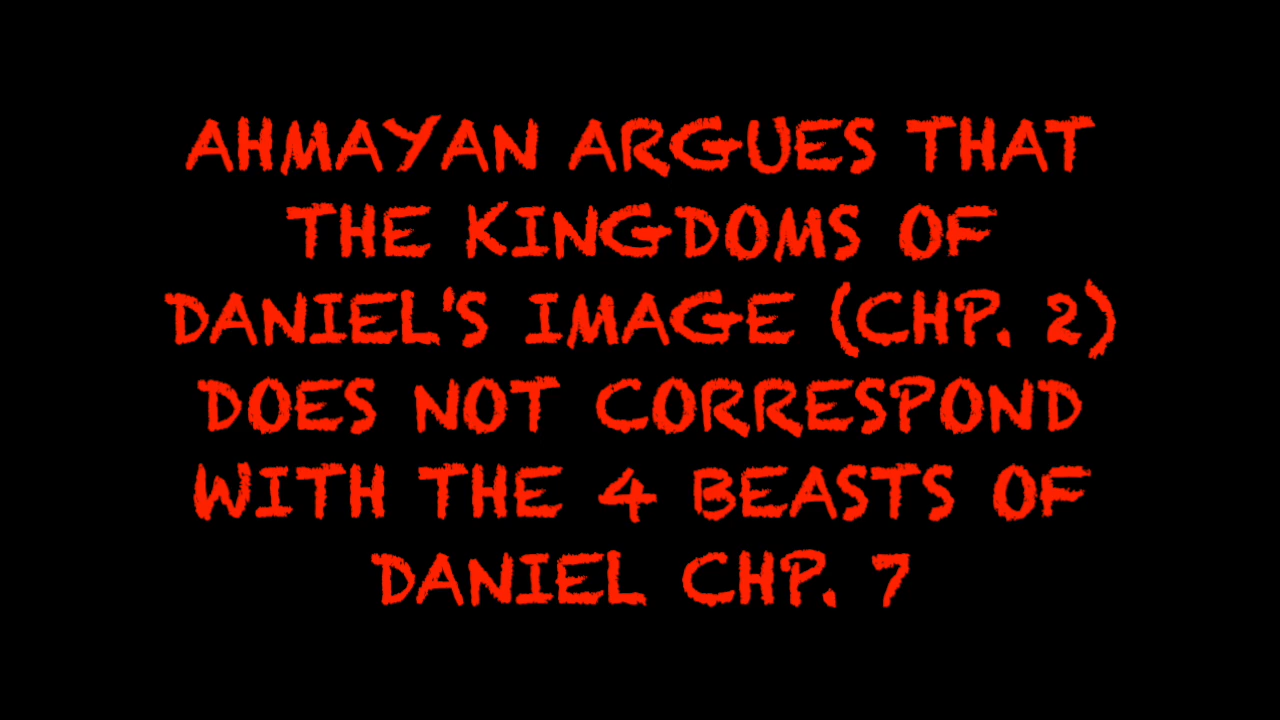 AHMAYAN ARGUES THAT
THE KINGDOMS OF
DANIEL'S IMAGE (CHP. 2)
DOES NOT CORRESPOND
WITH THE 4 BEASTS OF
DANIEL CHP. 7